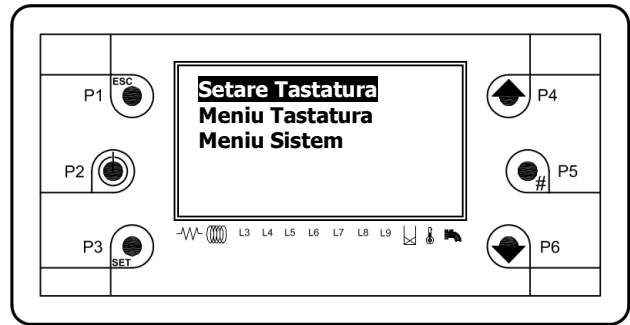 ESC
P1
P2
P3
SET
Setare Tastatura
Meniu Tastatura
Meniu Sistem
L3 L4 L5 L6 L7 L8 L9
P4
#
P5
P6